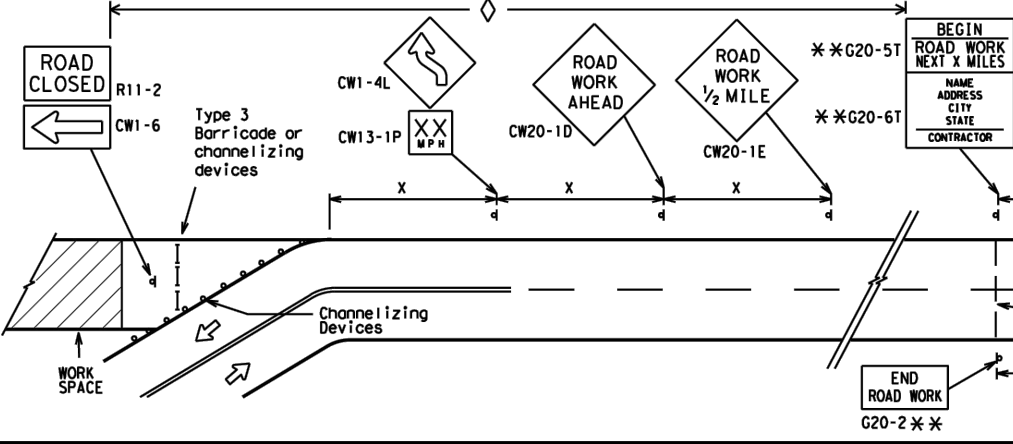 ROAD
CLOSED
R11-2
CW1-6
Type 3
Barricade or
channelizing
devices
CW1-4L
CW13-1P
XX
MPH
ROAD
WORK
AHEAD
CW20-1D
ROAD
WORK
1/2 MILE
CW20-1E
**G20-5T
BEGIN
ROAD WORK
NEXT X MILES
**G20-6T
NAME
ADDRESS
CITY
STATE
CONTRACTOR
X
X
X
Channelizing
Devices
WORK
SPACE
END
ROAD WORK
G20-2**